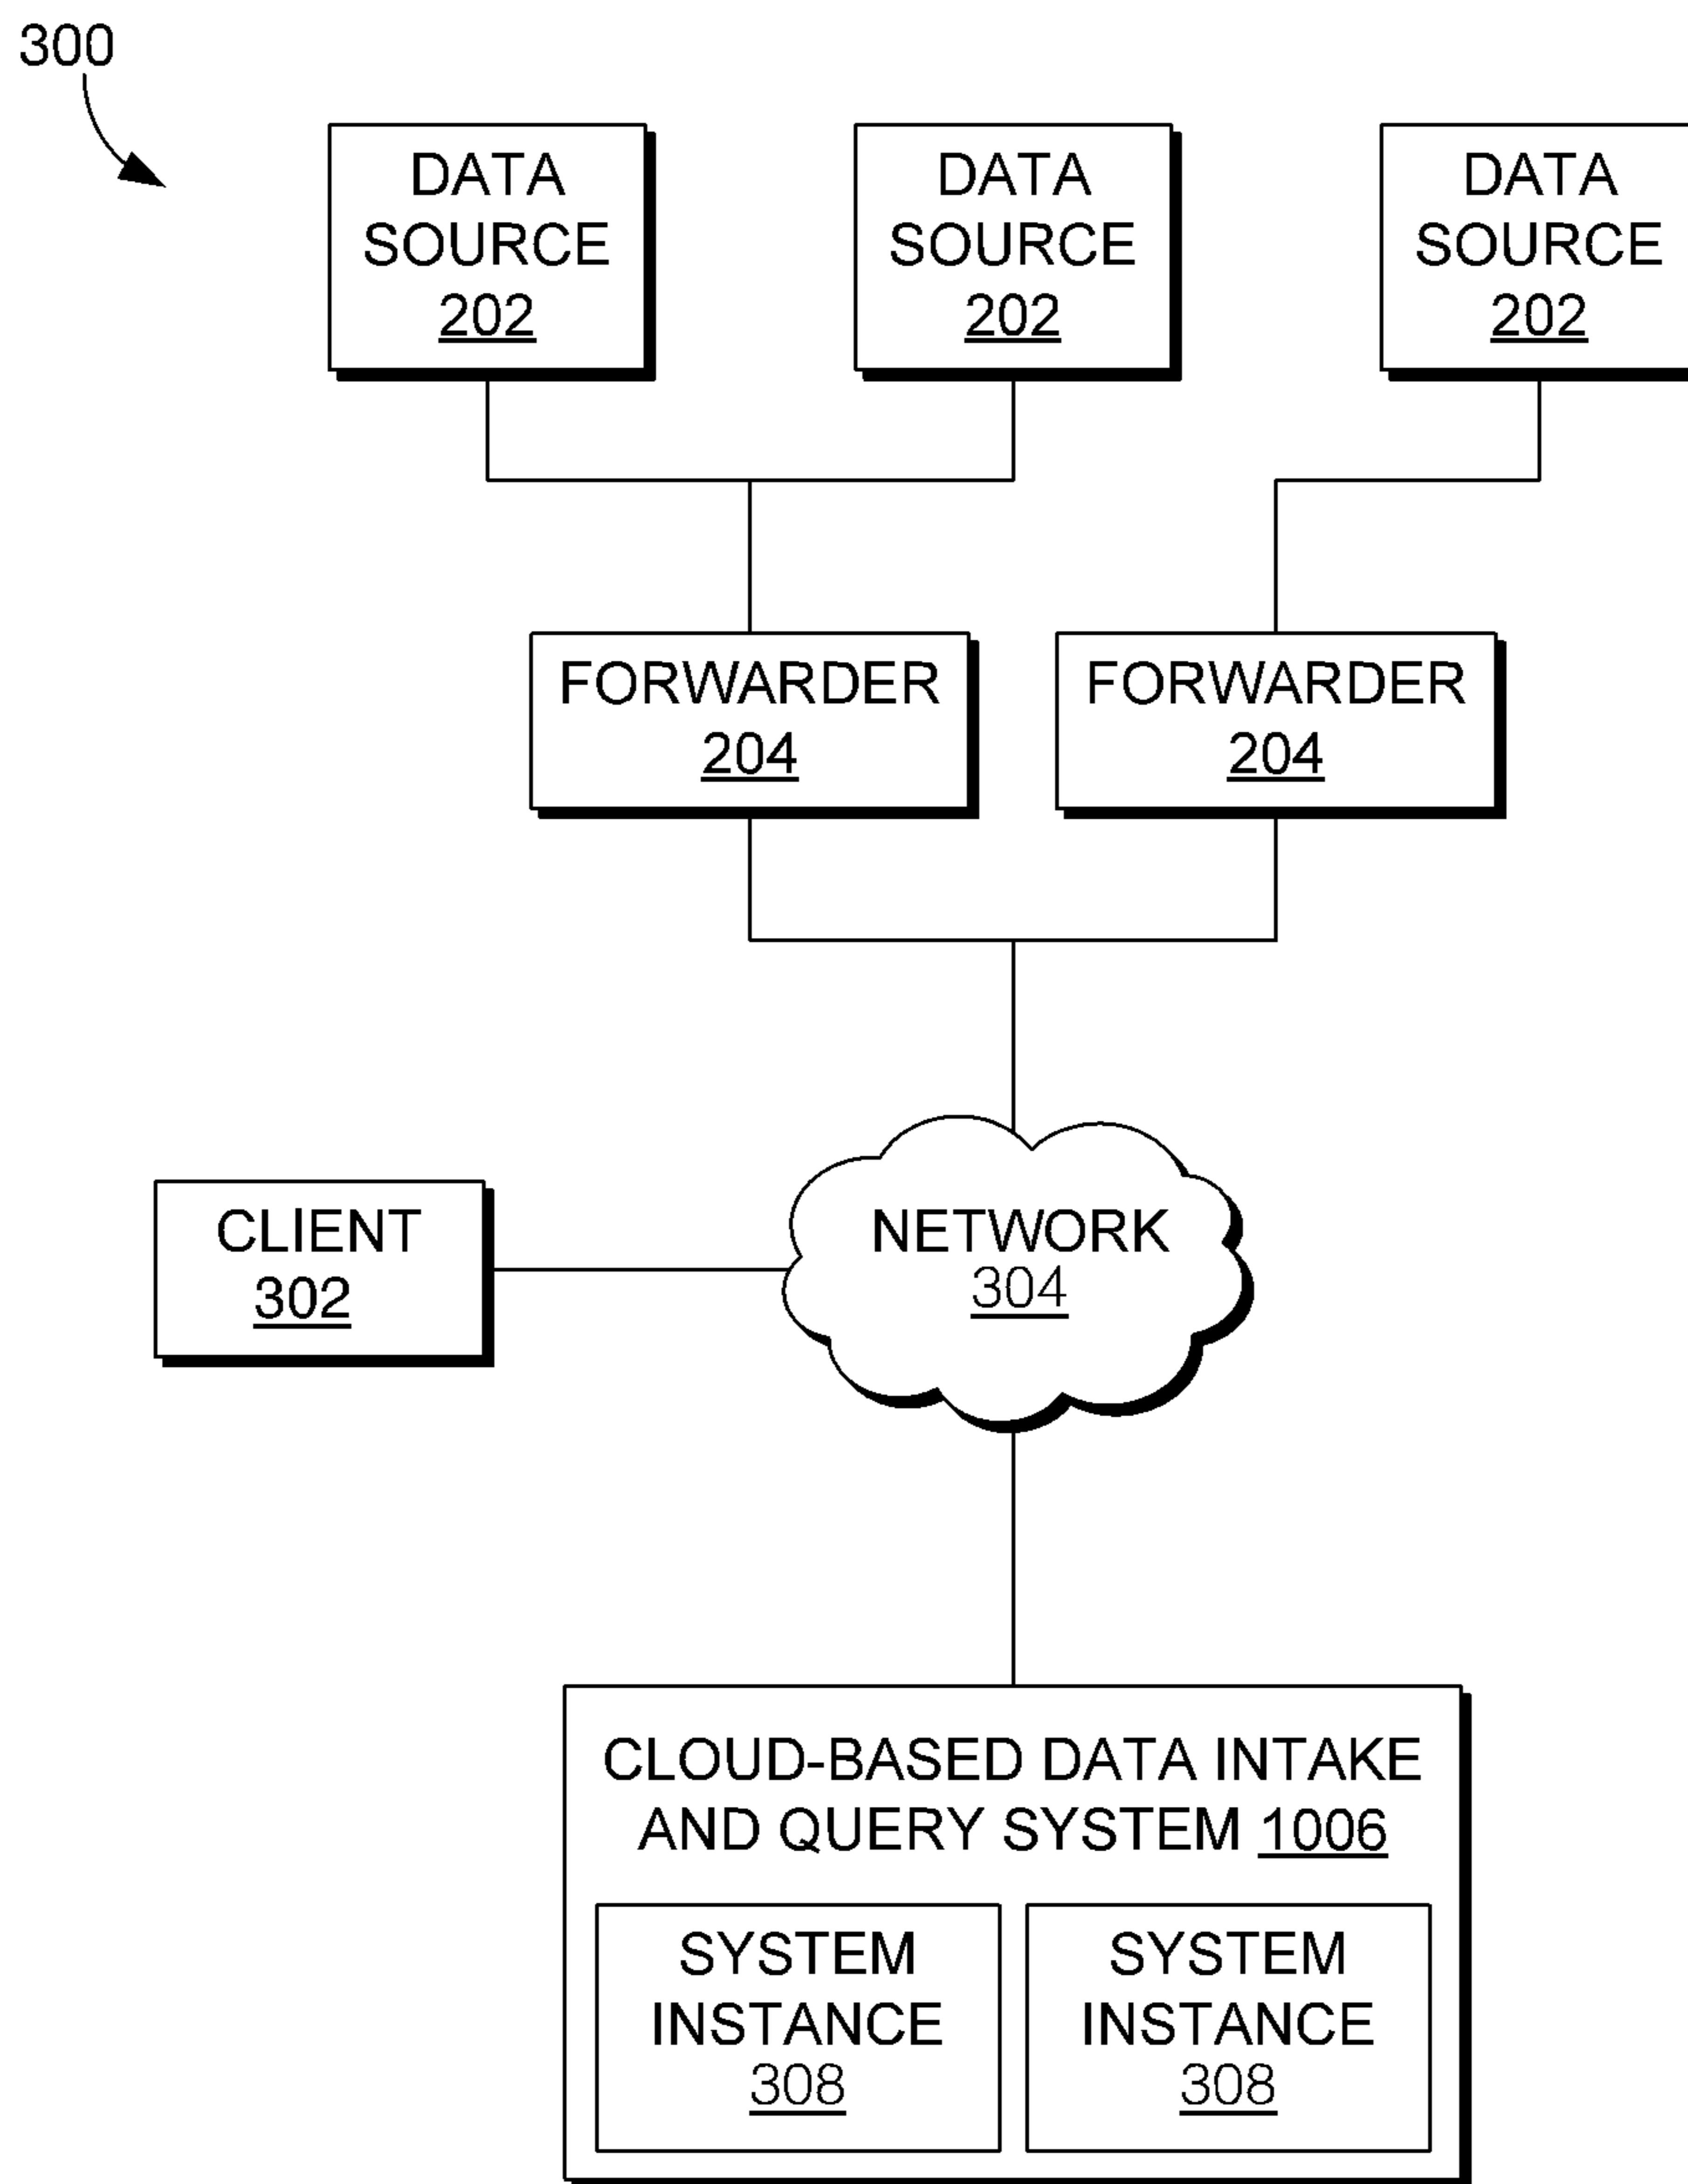 300
DATA
SOURCE
202
DATA
SOURCE
202
DATA
SOURCE
202
FORWARDER
204
FORWARDER
204
CLIENT
302
NETWORK
304
CLOUD-BASED DATA INTAKE
AND QUERY SYSTEM 1006
SYSTEM
INSTANCE
308
SYSTEM
INSTANCE
308